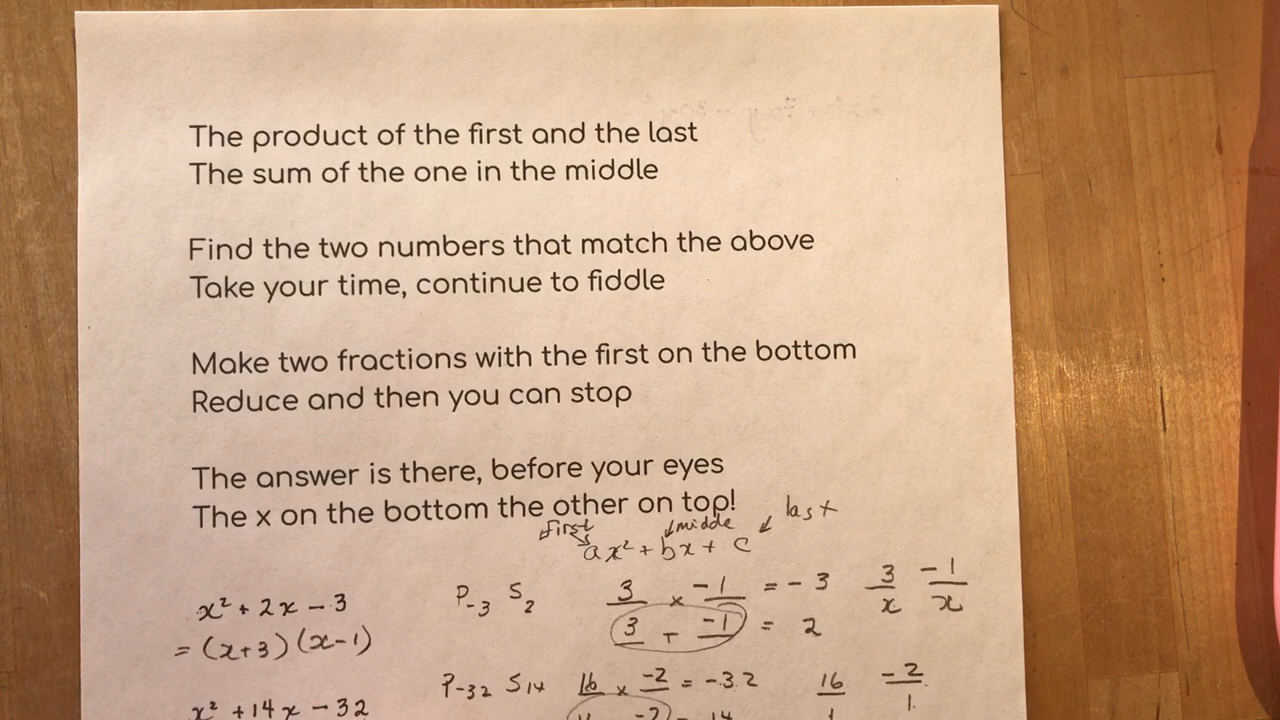 The product of the first and the last
The sum of the one in the middle
Find the two numbers that match the above
Take your time, continue to fiddle
Make two fractions with the first on the bottom
Reduce and then you can stop
The answer is there, before your eyes
The x on the bottom the other on top!
first middle last
ax² + bx + c
x² + 2x - 3 P-3 S2 3 × -1 = -3 3/x -1/x
= (x+3)(x-1) 3 + -1 = 2
P-32 S14 16 × -2 = -32 16/1 -2/1
x² + 14x - 32